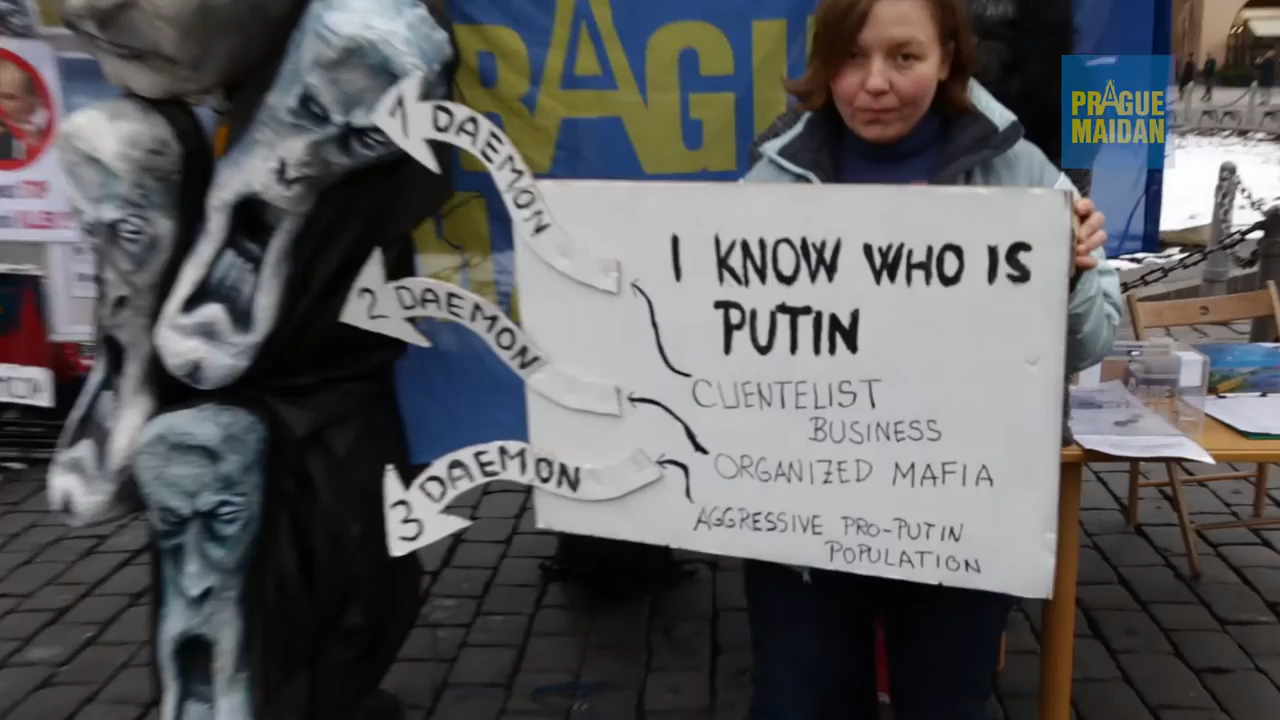 PRAGUE
MAIDAN
1 DAEMON
2 DAEMON
3 DAEMON
I KNOW WHO IS
PUTIN
CLIENTELIST
BUSINESS
ORGANIZED MAFIA
AGGRESSIVE PRO-PUTIN
POPULATION